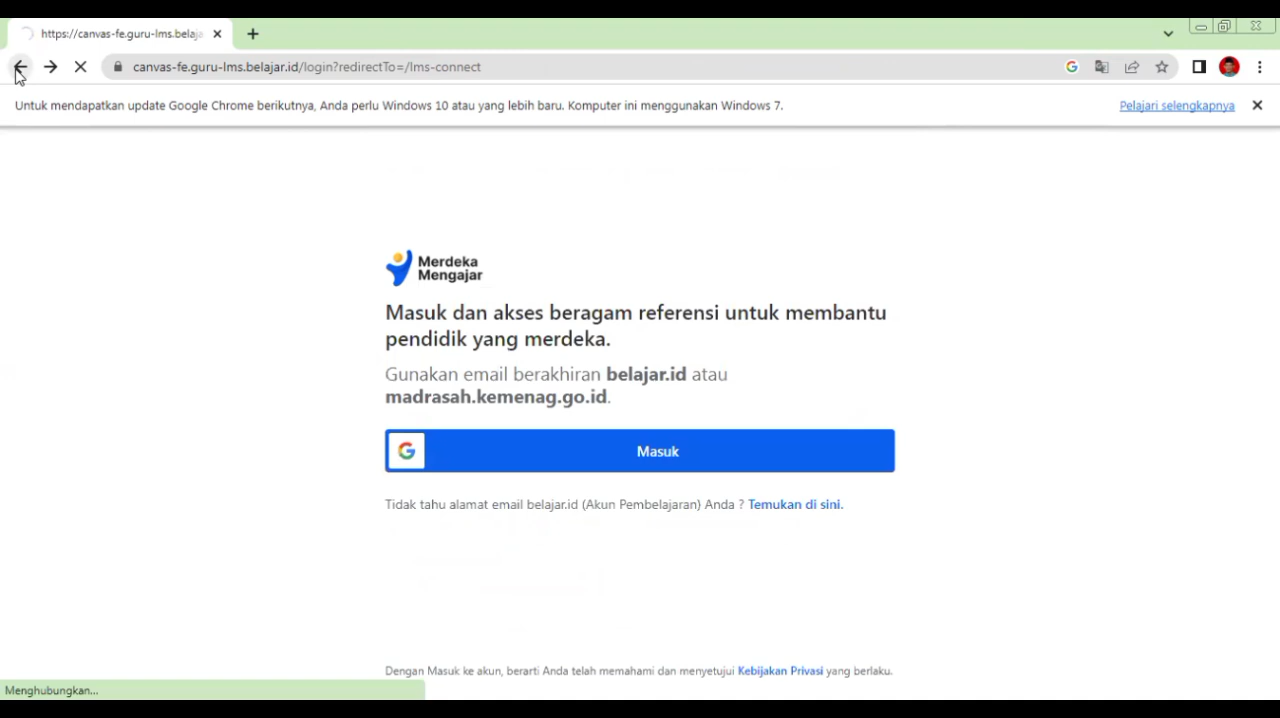 https://canvas-fe.guru-lms.belaja
canvas-fe.guru-lms.belajar.id/login?redirectTo=/lms-connect
Untuk mendapatkan update Google Chrome berikutnya, Anda perlu Windows 10 atau yang lebih baru. Komputer ini menggunakan Windows 7.
Pelajari selengkapnya
Merdeka
Mengajar
Masuk dan akses beragam referensi untuk membantu
pendidik yang merdeka.
Gunakan email berakhiran belajar.id atau
madrasah.kemenag.go.id.
G
Masuk
Tidak tahu alamat email belajar.id (Akun Pembelajaran) Anda ? Temukan di sini.
Dengan Masuk ke akun, berarti Anda telah memahami dan menyetujui Kebijakan Privasi yang berlaku.
Menghubungkan...